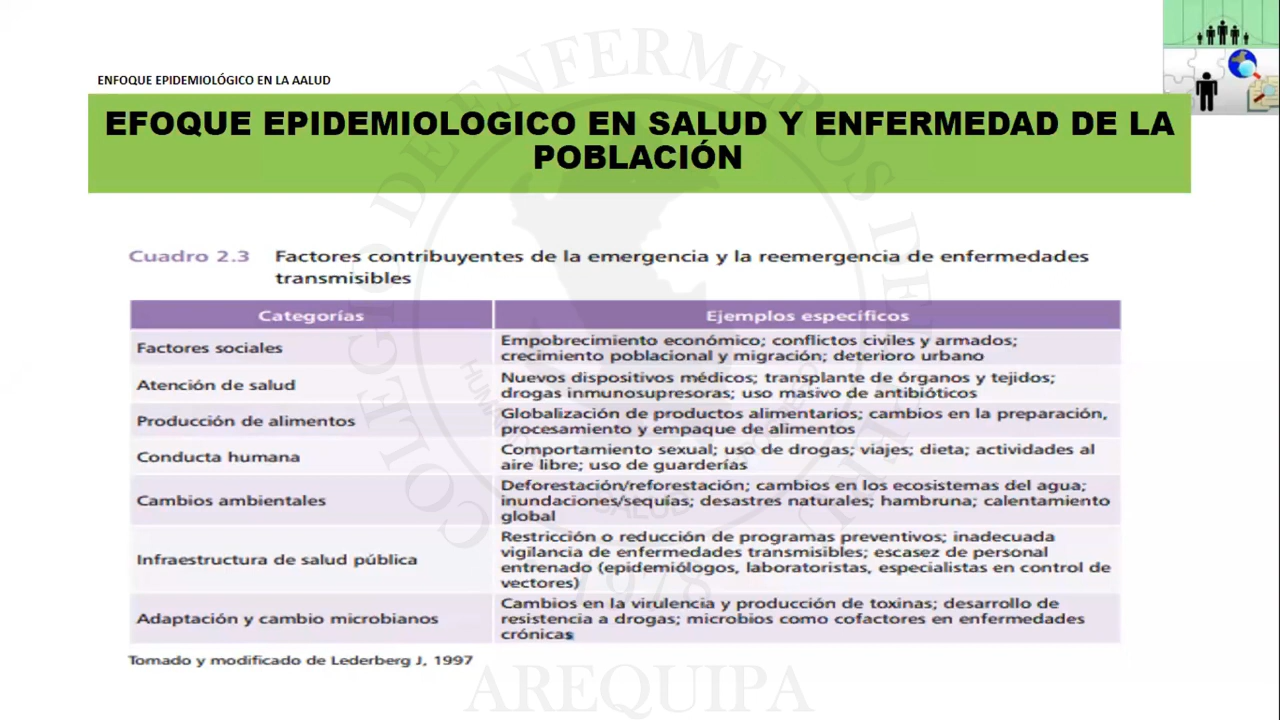 ENFOQUE EPIDEMIOLÓGICO EN LA AALUD
EFOQUE EPIDEMIOLOGICO EN SALUD Y ENFERMEDAD DE LA
POBLACIÓN
Cuadro 2.3 Factores contribuyentes de la emergencia y la reemergencia de enfermedades
transmisibles
Categorías Ejemplos específicos
Factores sociales
Empobrecimiento económico; conflictos civiles y armados;
crecimiento poblacional y migración; deterioro urbano
Atención de salud
Nuevos dispositivos médicos; transplante de órganos y tejidos;
drogas inmunosupresoras; uso masivo de antibióticos
Producción de alimentos
Globalización de productos alimentarios; cambios en la preparación,
procesamiento y empaque de alimentos
Conducta humana
Comportamiento sexual; uso de drogas; viajes; dieta; actividades al
aire libre; uso de guarderías
Cambios ambientales
Deforestación/reforestación; cambios en los ecosistemas del agua;
inundaciones/sequías; desastres naturales; hambruna; calentamiento
global
Infraestructura de salud pública
Restricción o reducción de programas preventivos; inadecuada
vigilancia de enfermedades transmisibles; escasez de personal
entrenado (epidemiólogos, laboratoristas, especialistas en control de
vectores)
Adaptación y cambio microbianos
Cambios en la virulencia y producción de toxinas; desarrollo de
resistencia a drogas; microbios como cofactores en enfermedades
crónicas
Tomado y modificado de Lederberg J, 1997
COLEGIO DE ENFERMEROS DEL PERÚ
SALUD
1978
AREQUIPA